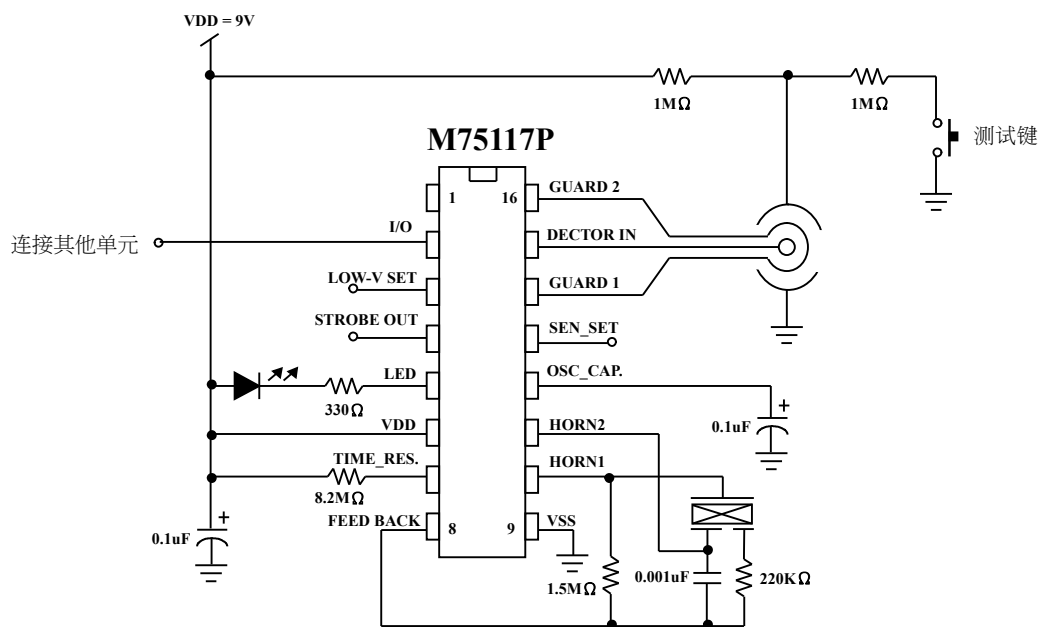 VDD = 9V
1MΩ
1MΩ
测试键
M75117P
1
16
GUARD 2
I/O
DECTOR IN
连接其他单元
LOW-V SET
GUARD 1
STROBE OUT
SEN_SET
LED
OSC_CAP.
330Ω
VDD
HORN2
0.1uF
+
TIME_RES.
HORN1
8.2MΩ
FEED BACK
8
9
VSS
0.1uF
+
1.5MΩ
0.001uF
220KΩ